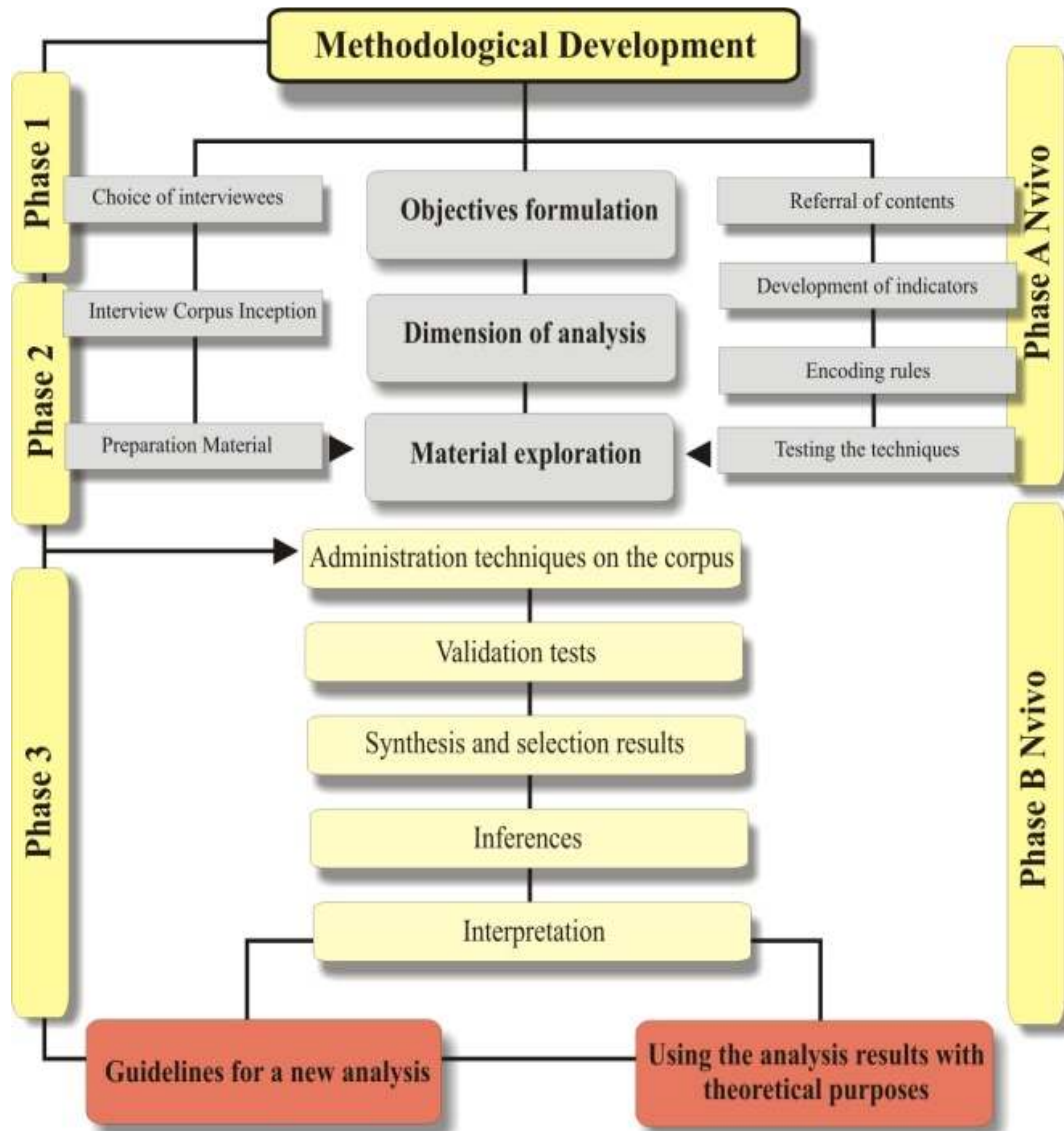 Methodological Development
Phase 1
Phase A Nvivo
Choice of interviewees
Objectives formulation
Referral of contents
Phase 2
Interview Corpus Inception
Dimension of analysis
Development of indicators
Encoding rules
Preparation Material
Material exploration
Testing the techniques
Phase 3
Phase B Nvivo
Administration techniques on the corpus
Validation tests
Synthesis and selection results
Inferences
Interpretation
Guidelines for a new analysis
Using the analysis results with
theoretical purposes